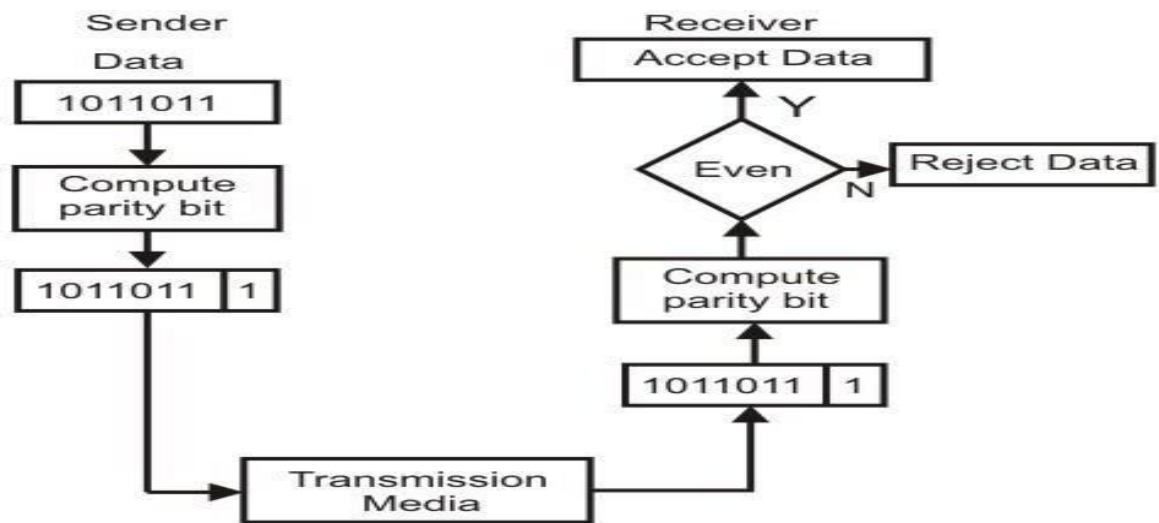 Sender
Data
1011011
Compute
parity bit
1011011 1
Transmission
Media
Receiver
Accept Data
Y
Even
N
Reject Data
Compute
parity bit
1011011 1